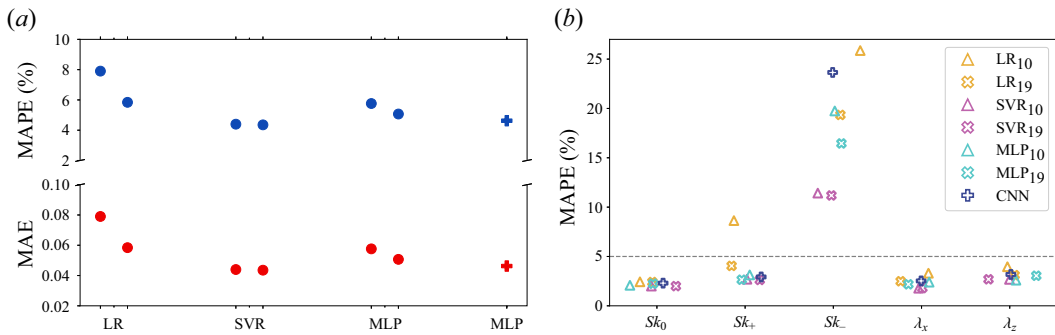 (a)
10
8
6
4
2
MAPE (%)
0.10
0.08
0.06
0.04
0.02
MAE
LR SVR MLP MLP
(b)
25
20
15
10
5
0
MAPE (%)
Sk0 Sk+ Sk− λx λz
LR10
LR19
SVR10
SVR19
MLP10
MLP19
CNN